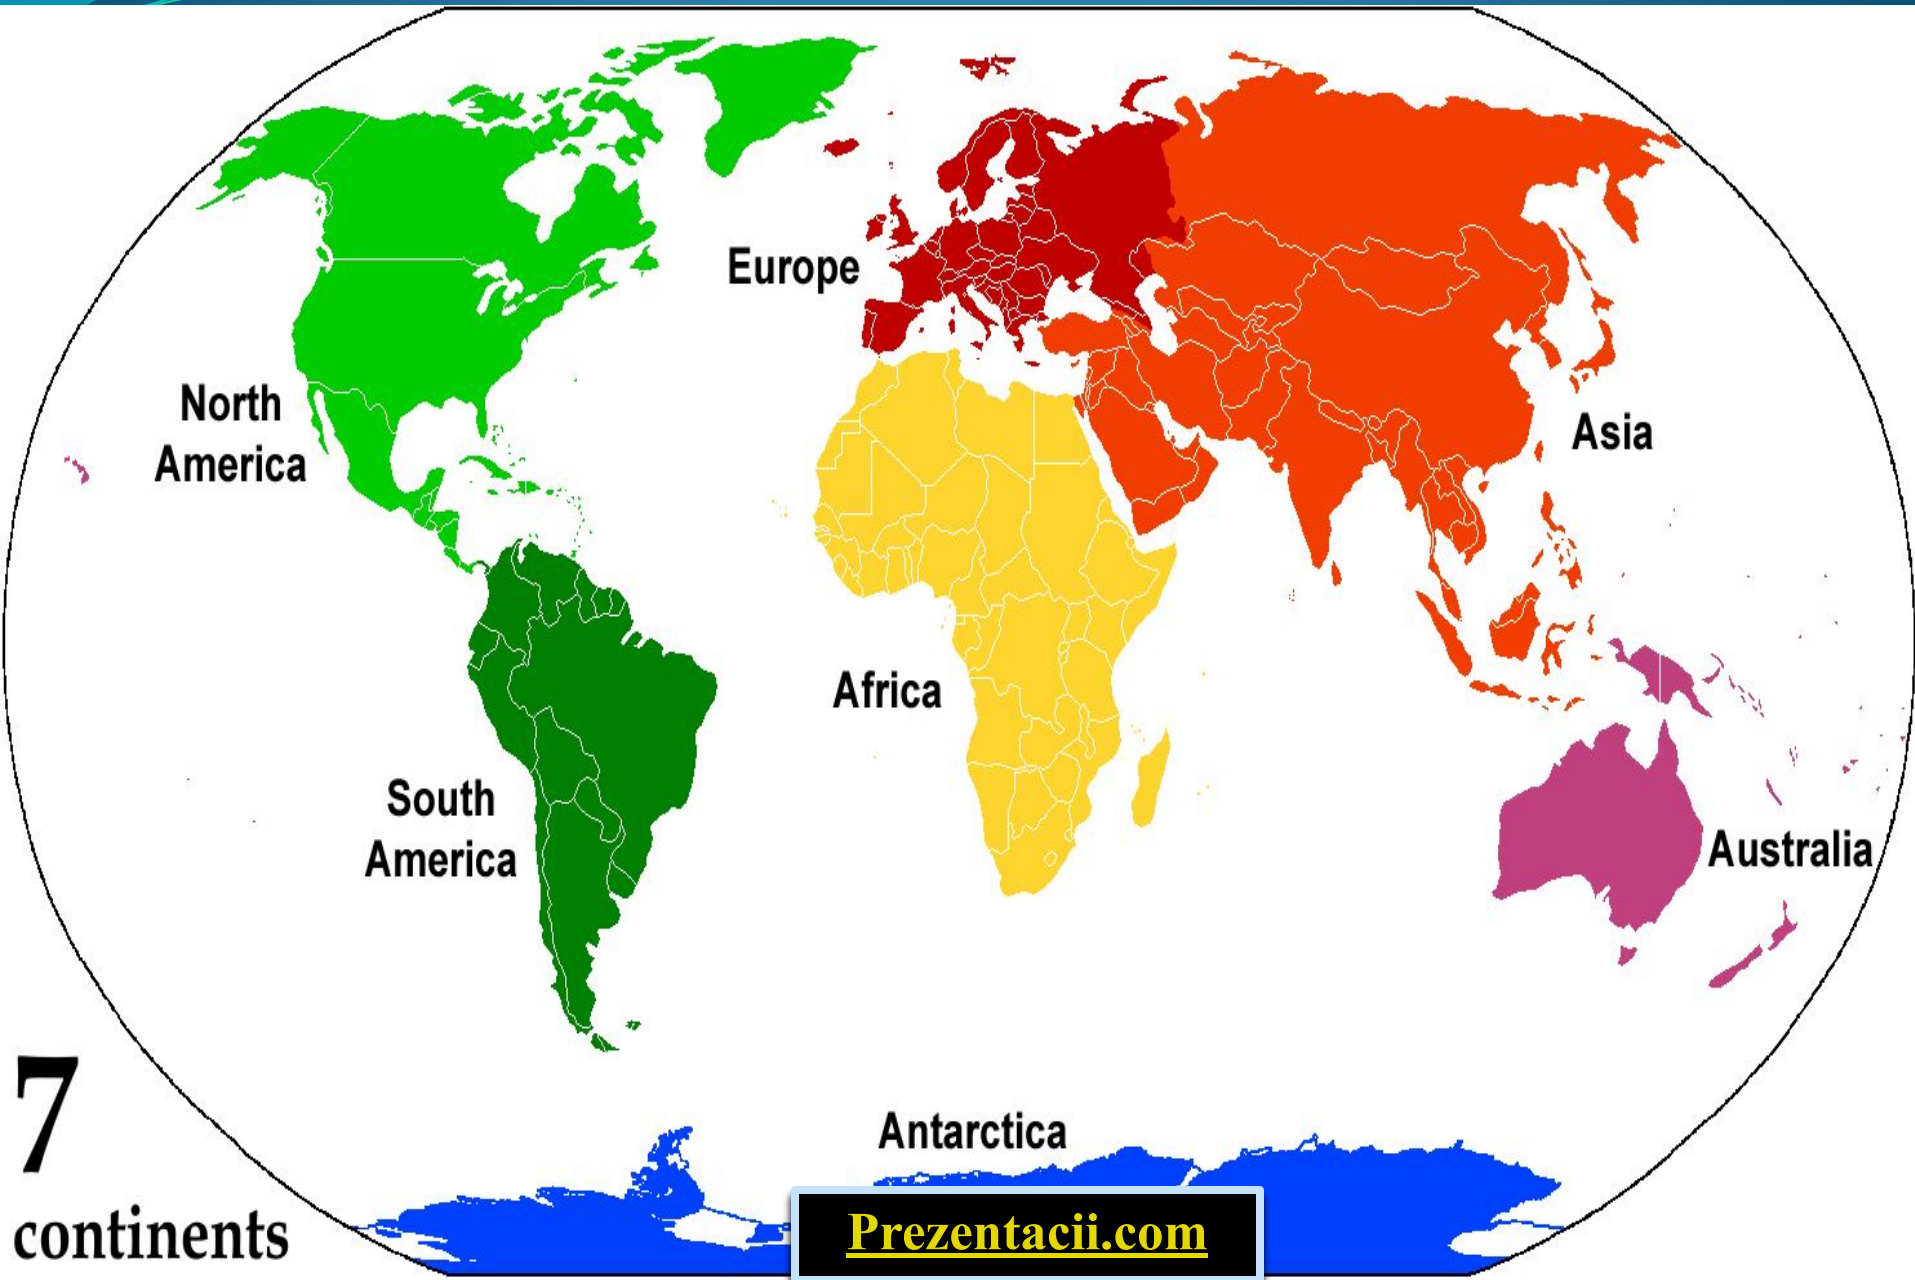 Europe
North
America
Asia
Africa
South
America
Australia
7
continents
Antarctica
Prezentacii.com